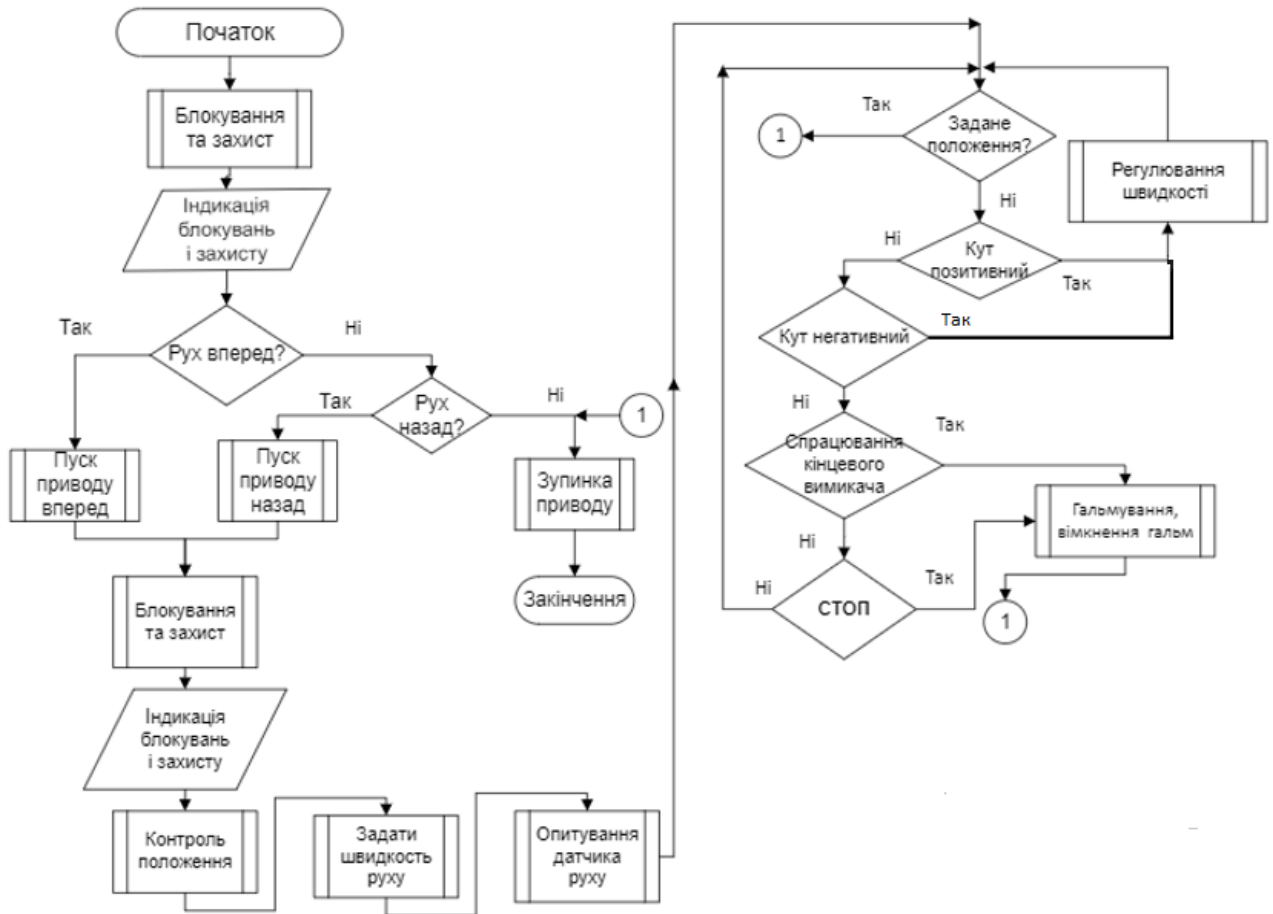 Початок
Блокування
та захист
Індикація
блокувань
і захисту
Так
Ні
Рух вперед?
Так
Рух
назад?
Ні
1
Пуск
приводу
вперед
Пуск
приводу
назад
Зупинка
приводу
Закінчення
Блокування
та захист
Індикація
блокувань
і захисту
Контроль
положення
Задати
швидкость
руху
Опитування
датчика
руху
Так
1
Задане
положення?
Ні
Регулювання
швидкості
Ні
Кут
позитивний
Так
Кут негативний
Так
Ні
Спрацювання
кінцевого
вимикача
Так
Гальмування,
вімкнення гальм
Ні
Ні
стоп
Так
1